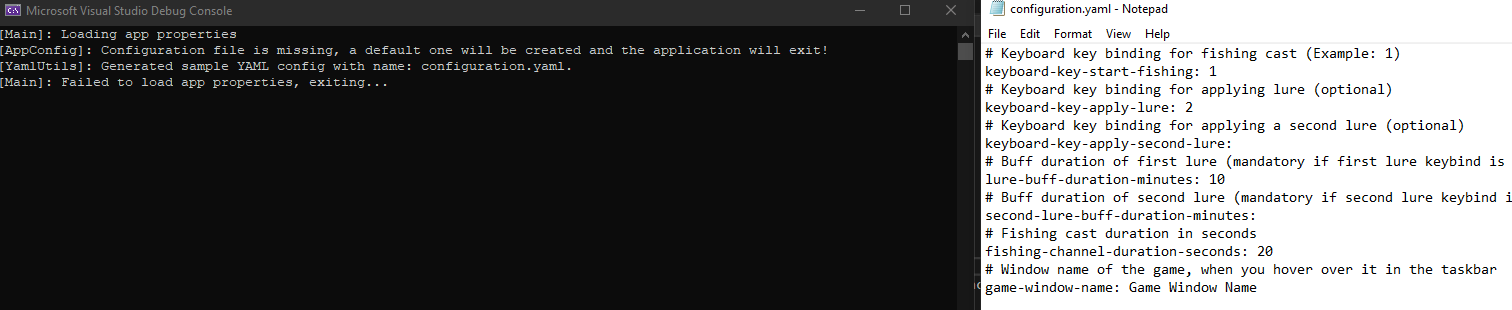 Microsoft Visual Studio Debug Console
[Main]: Loading app properties
[AppConfig]: Configuration file is missing, a default one will be created and the application will exit!
[YamlUtils]: Generated sample YAML config with name: configuration.yaml.
[Main]: Failed to load app properties, exiting...
configuration.yaml - Notepad
File Edit Format View Help
# Keyboard key binding for fishing cast (Example: 1)
keyboard-key-start-fishing: 1
# Keyboard key binding for applying lure (optional)
keyboard-key-apply-lure: 2
# Keyboard key binding for applying a second lure (optional)
keyboard-key-apply-second-lure:
# Buff duration of first lure (mandatory if first lure keybind is
lure-buff-duration-minutes: 10
# Buff duration of second lure (mandatory if second lure keybind i
second-lure-buff-duration-minutes:
# Fishing cast duration in seconds
fishing-channel-duration-seconds: 20
# Window name of the game, when you hover over it in the taskbar
game-window-name: Game Window Name